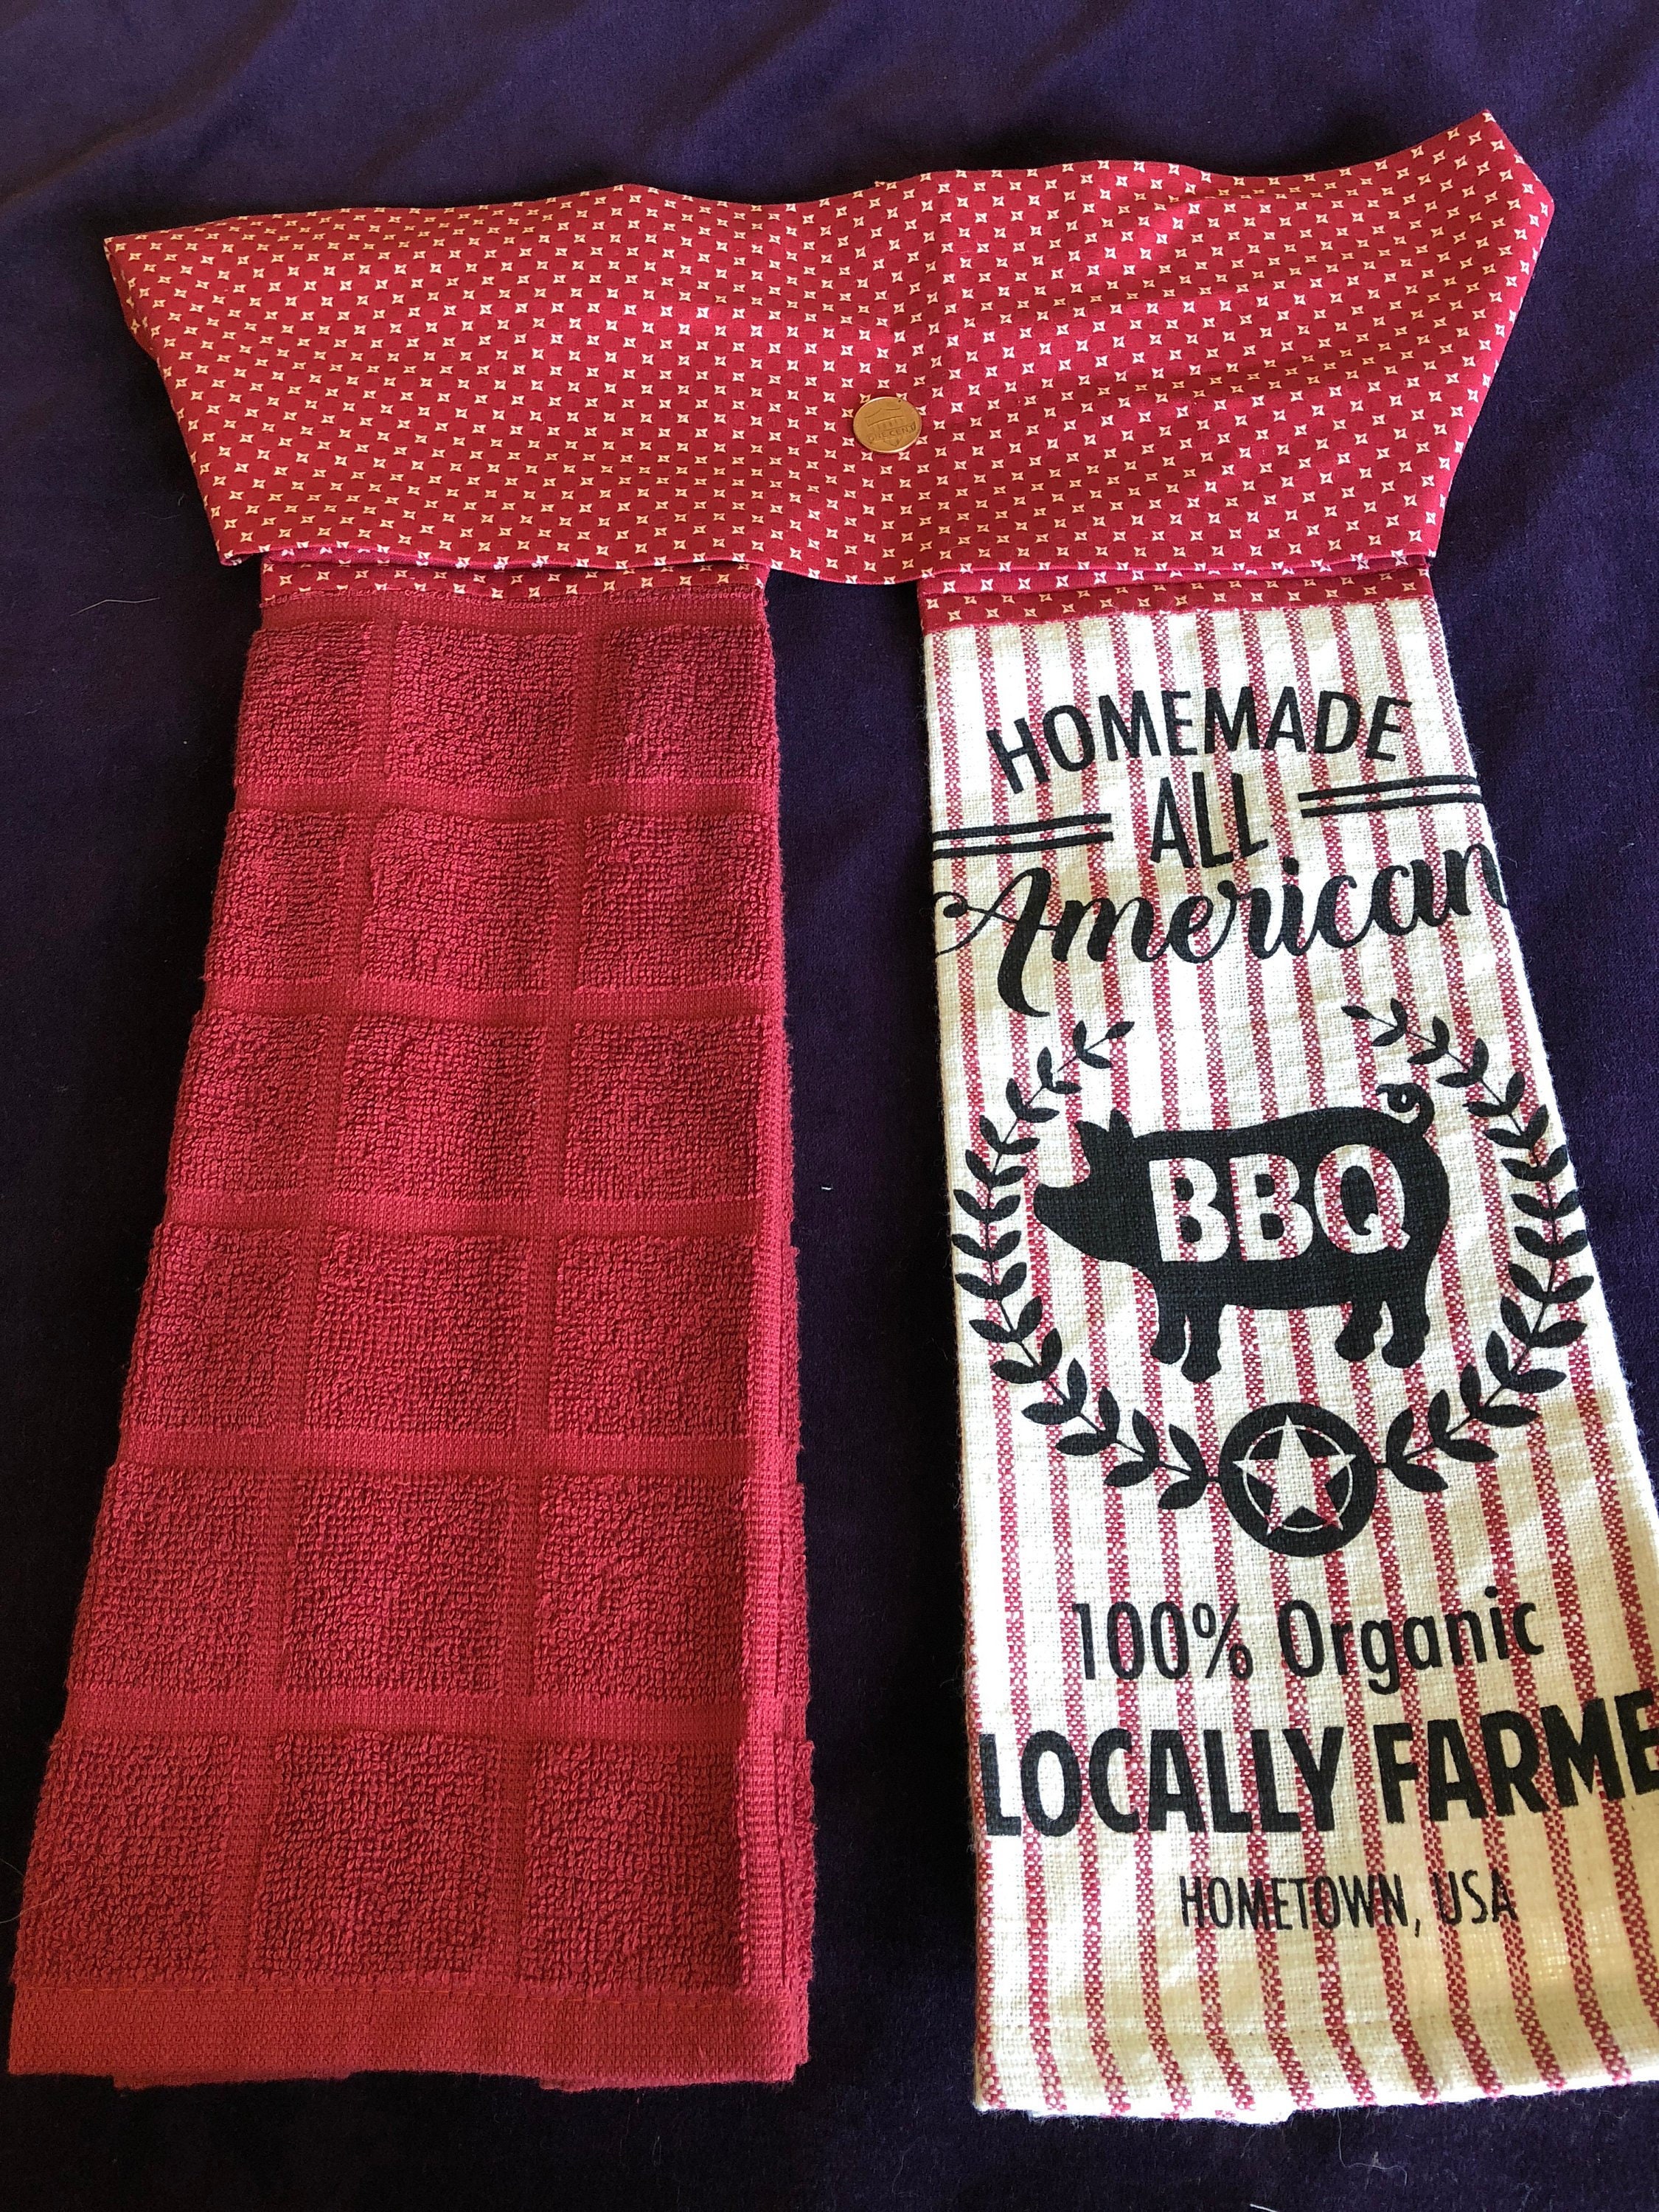 HOMEMADE
ALL
American
BBQ
100% Organic
LOCALLY FARME
HOMETOWN, USA